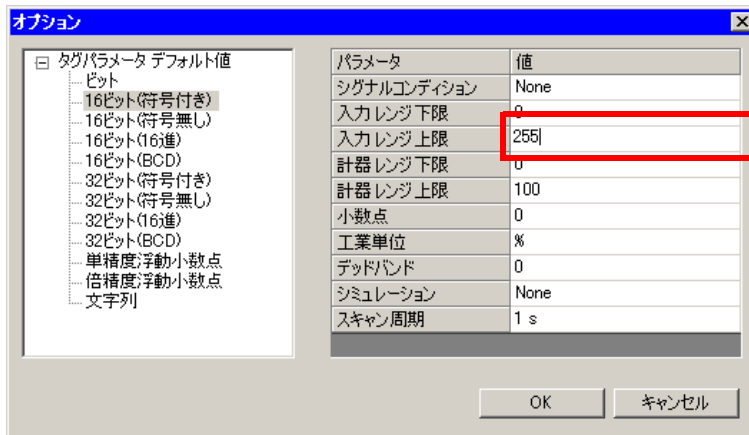 オプション
タグパラメータ デフォルト値
ビット
16ビット(符号付き)
16ビット(符号無し)
16ビット(16進)
16ビット(BCD)
32ビット(符号付き)
32ビット(符号無し)
32ビット(16進)
32ビット(BCD)
単精度浮動小数点
倍精度浮動小数点
文字列
パラメータ 値
シグナルコンディション None
入力レンジ下限 0
入力レンジ上限 255
計器レンジ下限 0
計器レンジ上限 100
小数点 0
工業単位 %
デッドバンド 0
シミュレーション None
スキャン周期 1 s
OK キャンセル